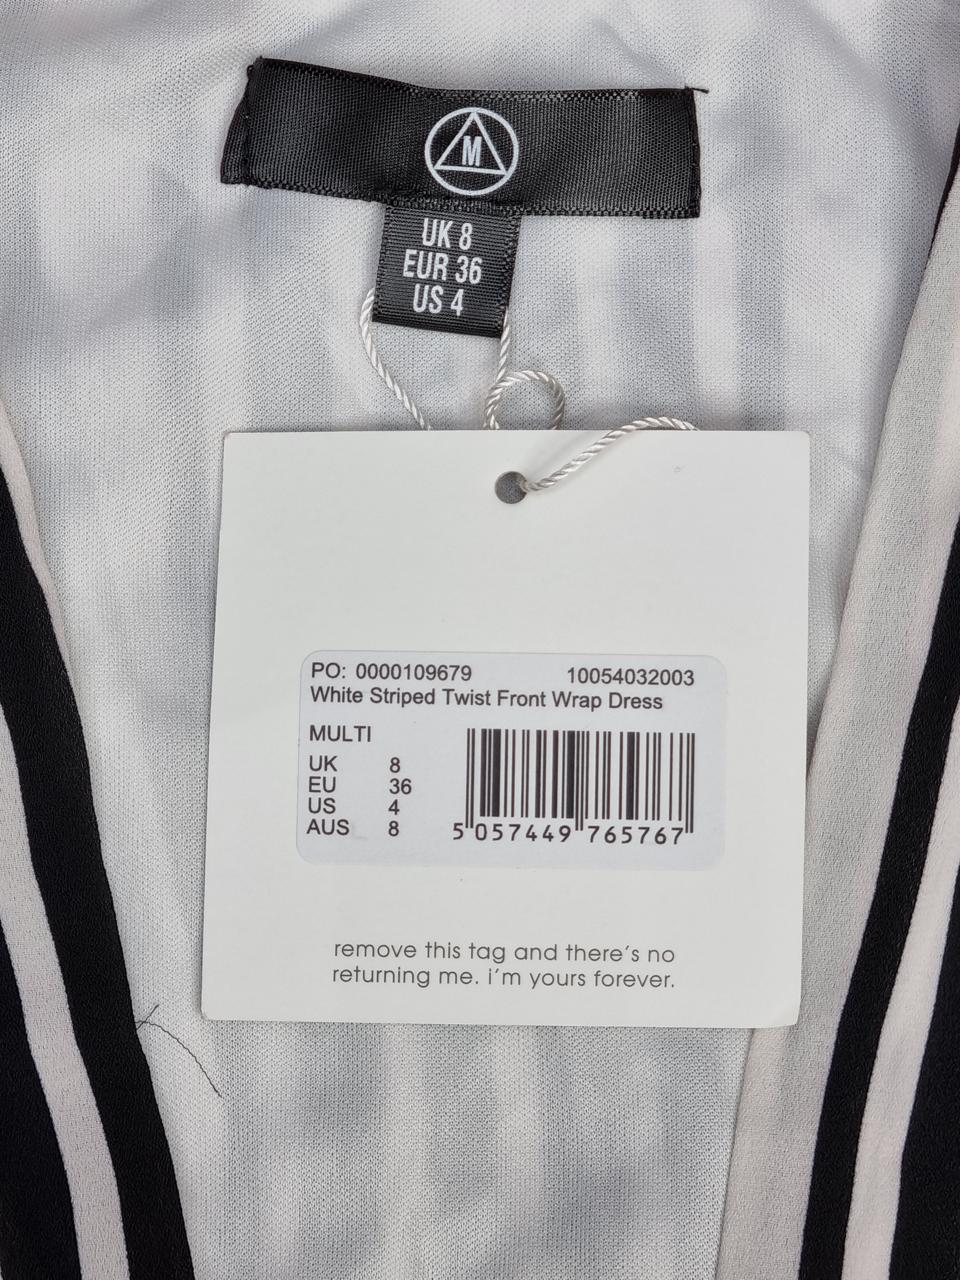 M
UK 8
EUR 36
US 4
PO: 0000109679 10054032003
White Striped Twist Front Wrap Dress
MULTI
UK 8
EU 36
US 4
AUS 8
5 057449 765767
remove this tag and there's no
returning me. i'm yours forever.